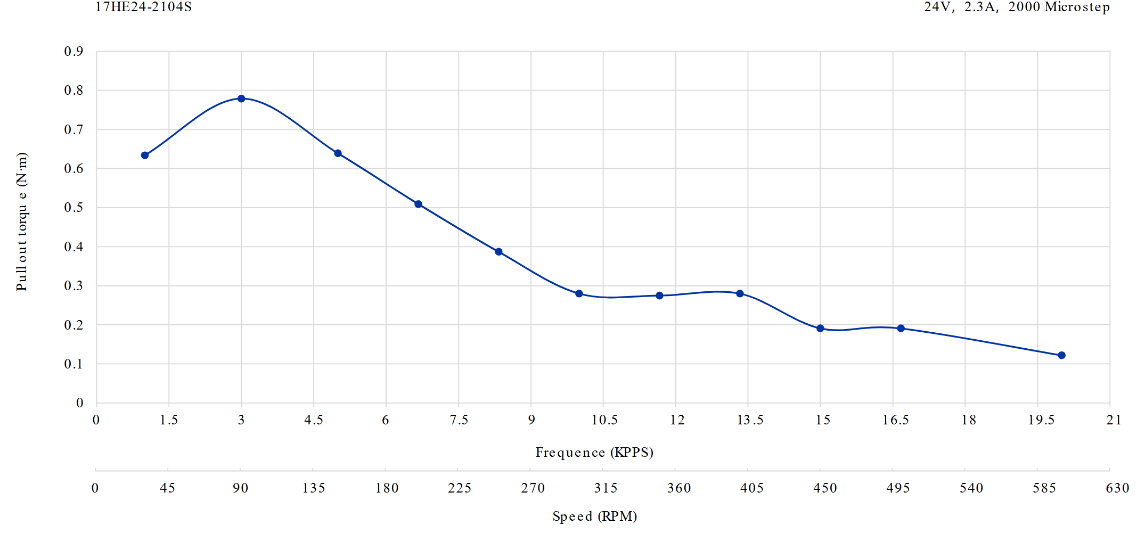 17HE24-2104S
24V, 2.3A, 2000 Microstep
0.9
0.8
0.7
0.6
0.5
0.4
0.3
0.2
0.1
0
Pull out torque (N·m)
0 1.5 3 4.5 6 7.5 9 10.5 12 13.5 15 16.5 18 19.5 21
Frequence (KPPS)
0 45 90 135 180 225 270 315 360 405 450 495 540 585 630
Speed (RPM)